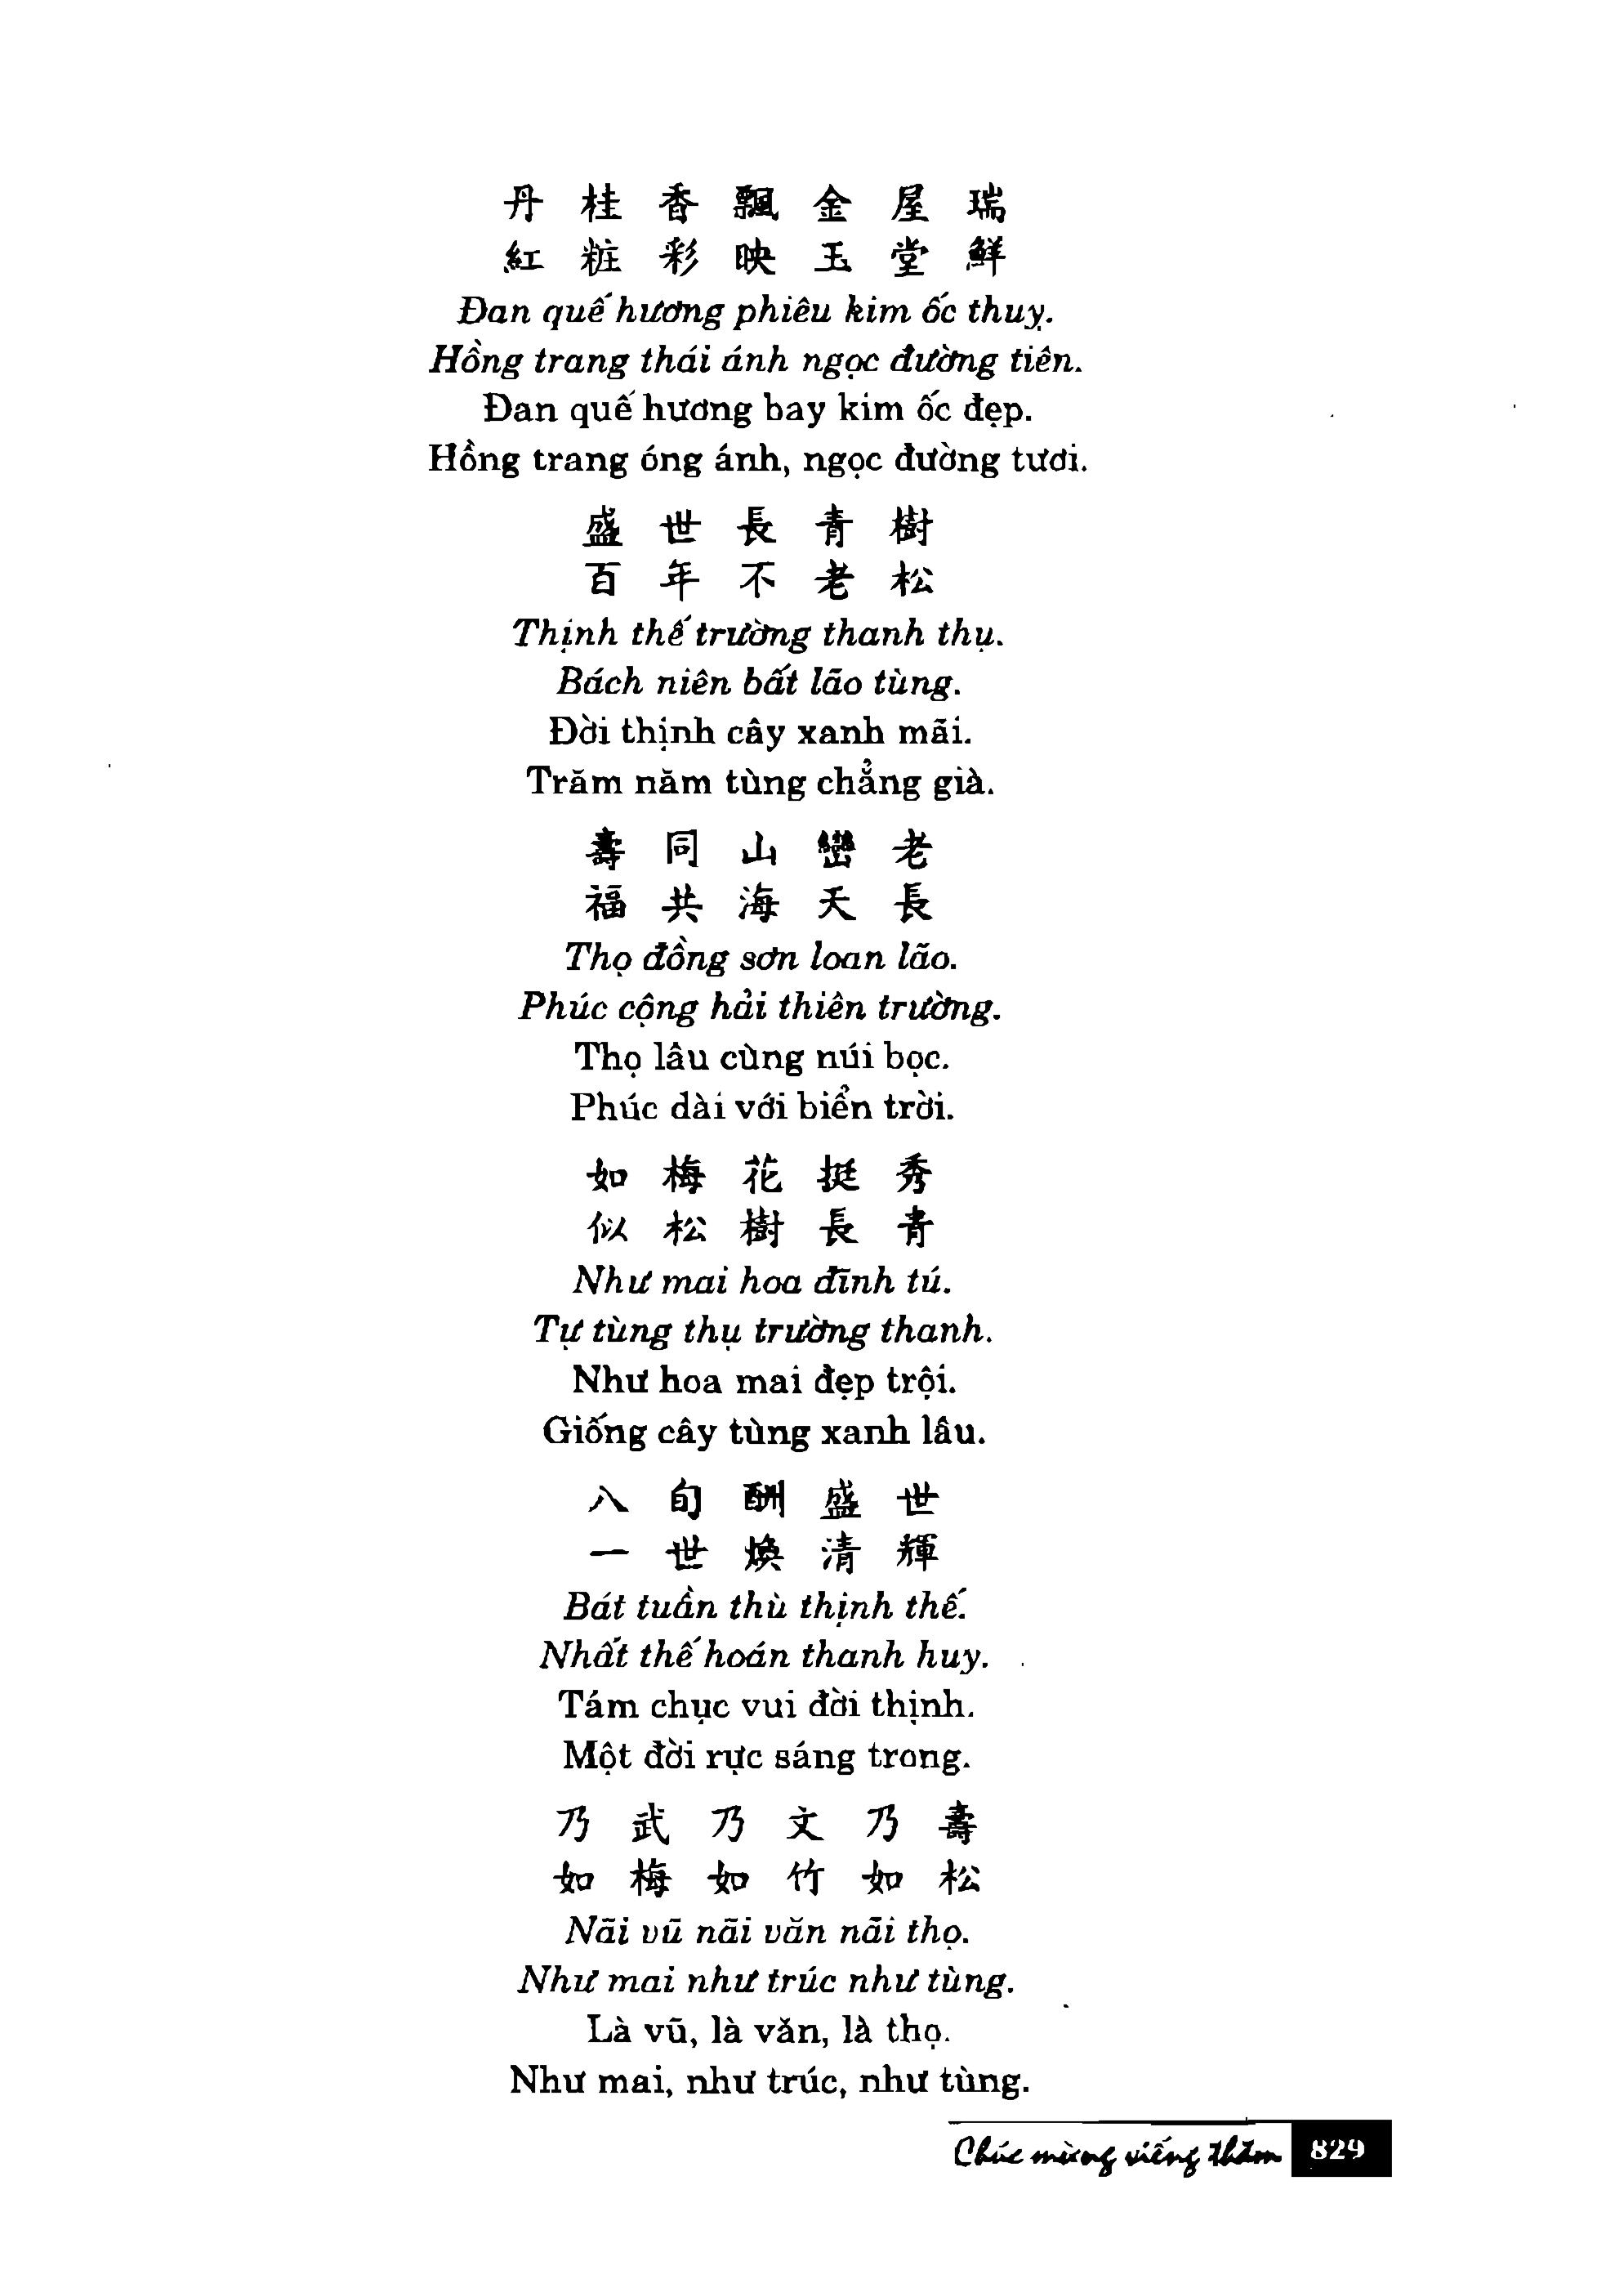 丹桂香飄金屋瑞
紅粧彩映玉堂鮮
Đan quế hương phiêu kim ốc thuỵ.
Hồng trang thái ánh ngọc đường tiên.
Đan quế hương bay kim ốc đẹp.
Hồng trang óng ánh, ngọc đường tươi.
盛世長青樹
百年不老松
Thịnh thế trường thanh thụ.
Bách niên bất lão tùng.
Đời thịnh cây xanh mãi.
Trăm năm tùng chẳng già.
壽同山巒老
福共海天長
Thọ đồng sơn loan lão.
Phúc cộng hải thiên trường.
Thọ lâu cùng núi bọc.
Phúc dài với biển trời.
如梅花挺秀
似松樹長青
Như mai hoa đĩnh tú.
Tự tùng thụ trường thanh.
Như hoa mai đẹp trội.
Giống cây tùng xanh lâu.
八旬酬盛世
一世煥清輝
Bát tuần thù thịnh thế.
Nhất thế hoán thanh huy.
Tám chục vui đời thịnh.
Một đời rực sáng trong.
乃武乃文乃壽
如梅如竹如松
Nãi vũ nãi văn nãi thọ.
Như mai như trúc như tùng.
Là vũ, là văn, là thọ.
Như mai, như trúc, như tùng.
Chúc mừng viếng thăm 829